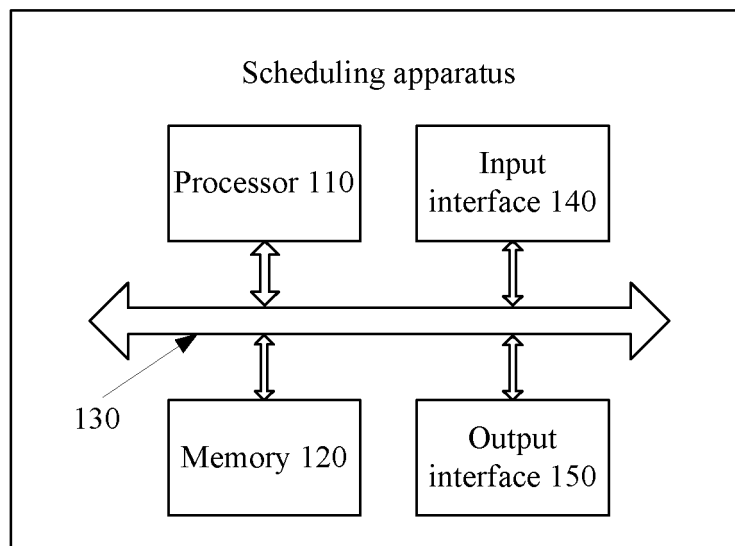 Scheduling apparatus
Processor 110
Input
interface 140
130
Memory 120
Output
interface 150